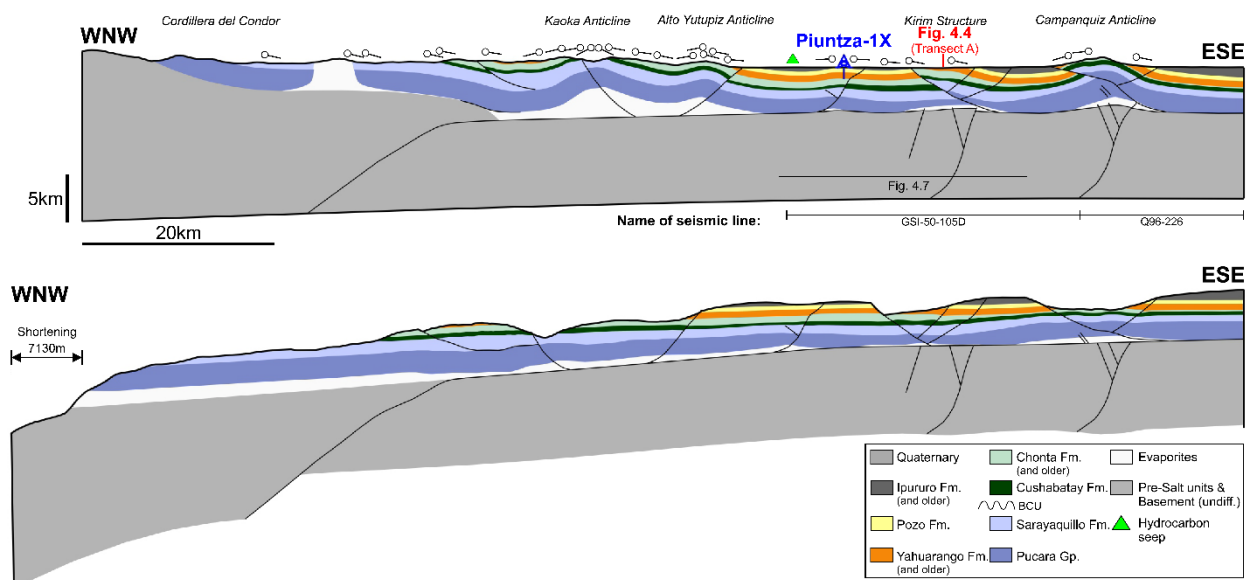 Cordillera del Condor
Kaoka Anticline
Alto Yutupiz Anticline
Kirim Structure
Campanquiz Anticline
WNW
Piuntza-1X
Fig. 4.4
(Transect A)
ESE
5km
Fig. 4.7
20km
Name of seismic line:
GSI-50-105D
Q96-226
WNW
ESE
Shortening
7130m
Quaternary
Chonta Fm.
(and older)
Evaporites
Ipururo Fm.
(and older)
Cushabatay Fm.
Pre-Salt units &
Basement (undiff.)
BCU
Pozo Fm.
Sarayaquillo Fm.
Hydrocarbon
seep
Yahuarango Fm.
(and older)
Pucara Gp.